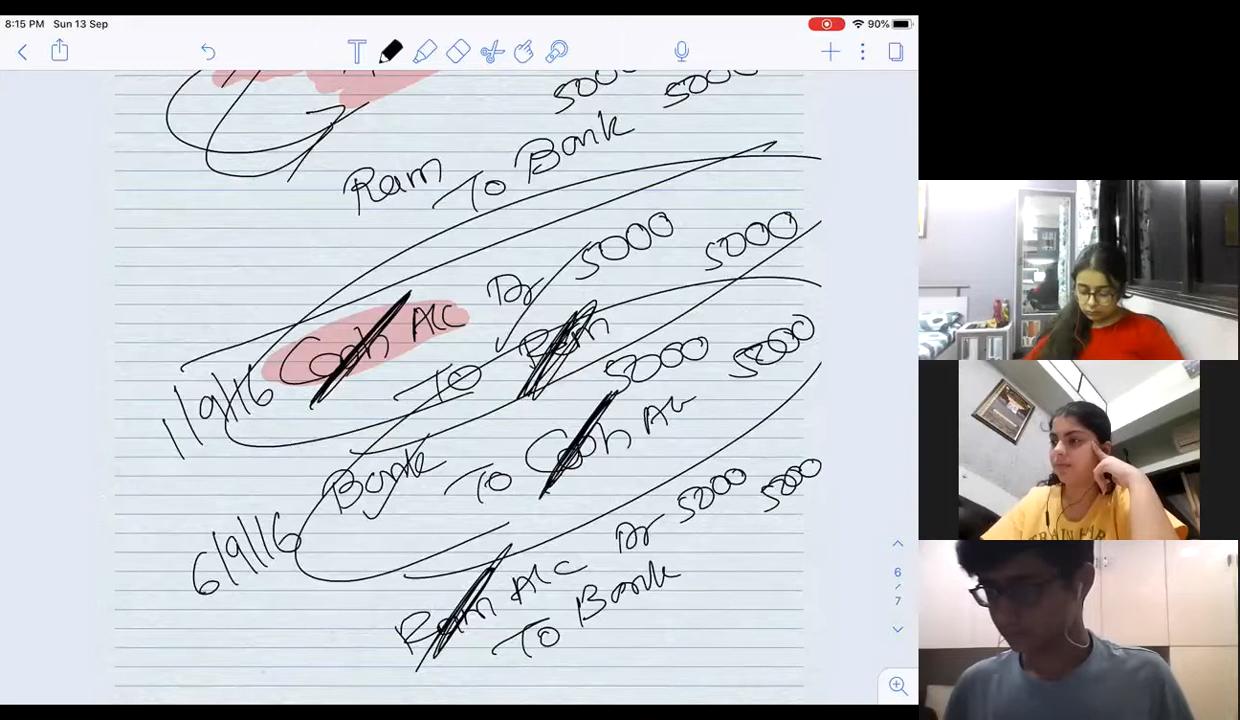 8:15 PM Sun 13 Sep 90%
T
5000 5000
Ram
To Bank
1/9/16 Cash A/c Dr 5000
To Ram 5000
6/9/16 Bank 5000
To Cash A/c 5000
Ram A/c Dr 5000
To Bank 5000
6
7